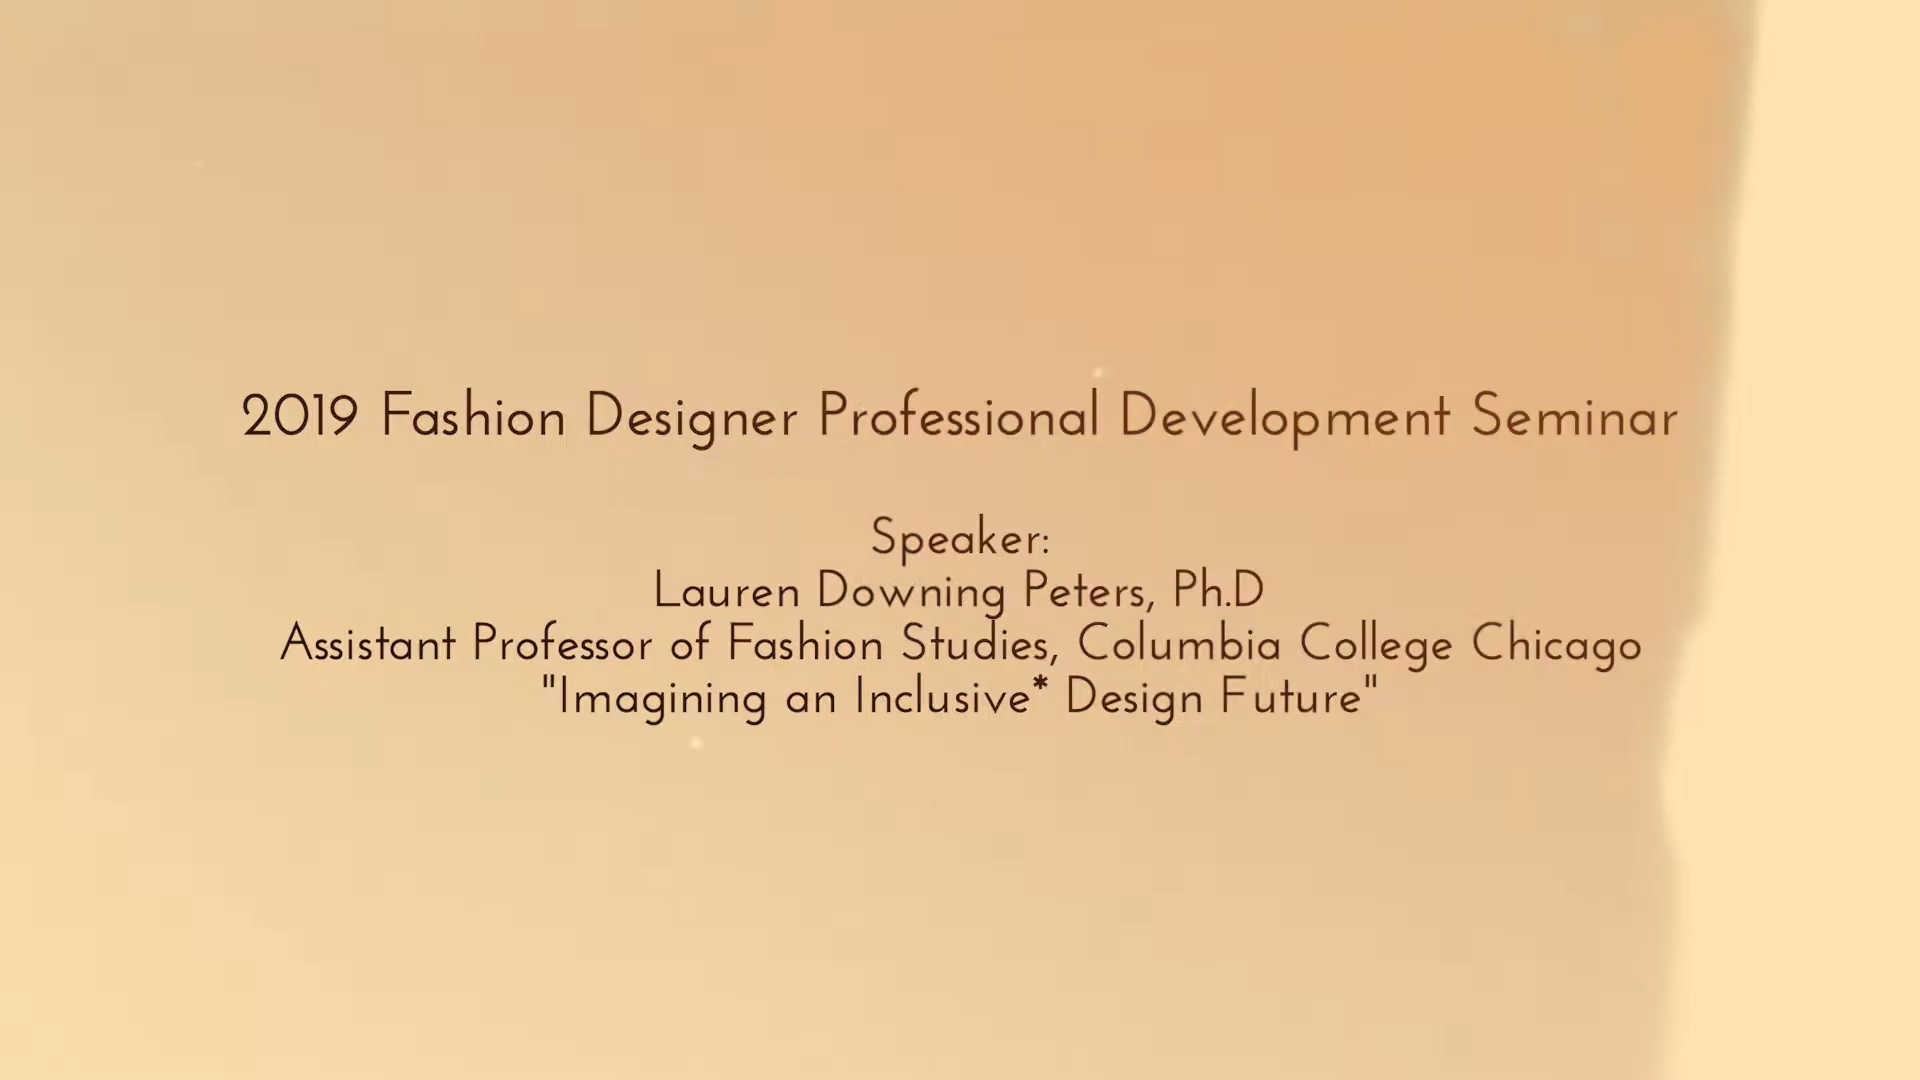 2019 Fashion Designer Professional Development Seminar
Speaker:
Lauren Downing Peters, Ph.D
Assistant Professor of Fashion Studies, Columbia College Chicago
"Imagining an Inclusive* Design Future"